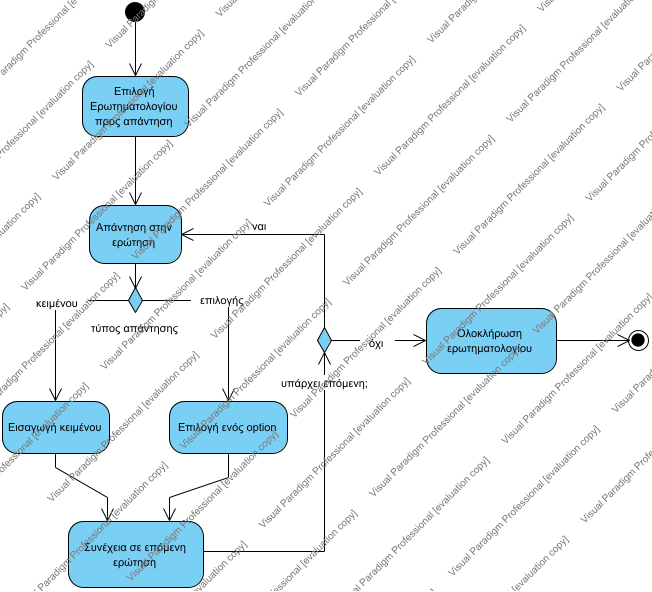 Επιλογή
Ερωτηματολογίου
προς απάντηση
Απάντηση στην
ερώτηση
ναι
κειμένου
επιλογής
τύπος απάντησης
όχι
Ολοκλήρωση
ερωτηματολογίου
υπάρχει επόμενη;
Εισαγωγή κειμένου
Επιλογή ενός option
Συνέχεια σε επόμενη
ερώτηση
Visual Paradigm Professional [evaluation copy]